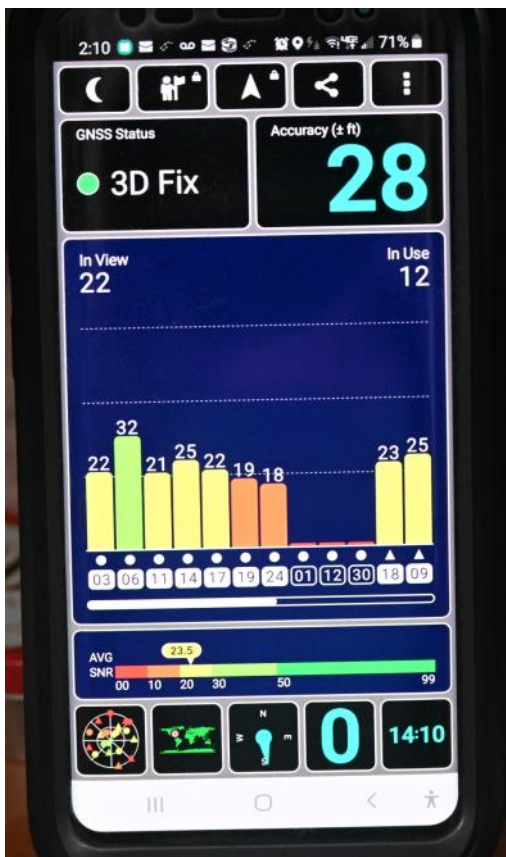 2:10 71%
GNSS Status
3D Fix
Accuracy (± ft)
28
In View
22
In Use
12
22 32 21 25 22 19 18 23 25
03 06 11 14 17 19 24 01 12 30 18 09
23.5
AVG
SNR
00 10 20 30 50 99
N
W E
S
0
14:10